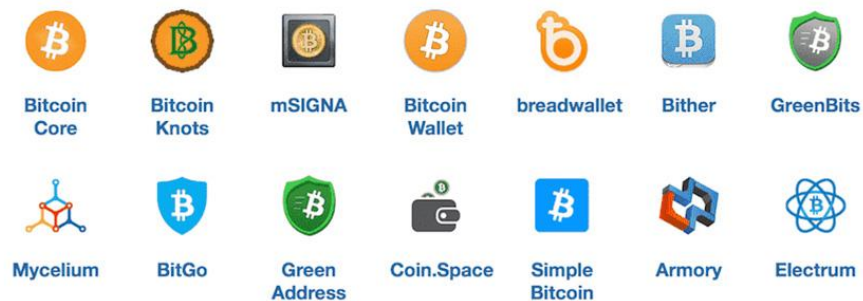 Bitcoin Core
Bitcoin Knots
mSIGNA
Bitcoin Wallet
breadwallet
Bither
GreenBits
Mycelium
BitGo
Green Address
Coin.Space
Simple Bitcoin
Armory
Electrum